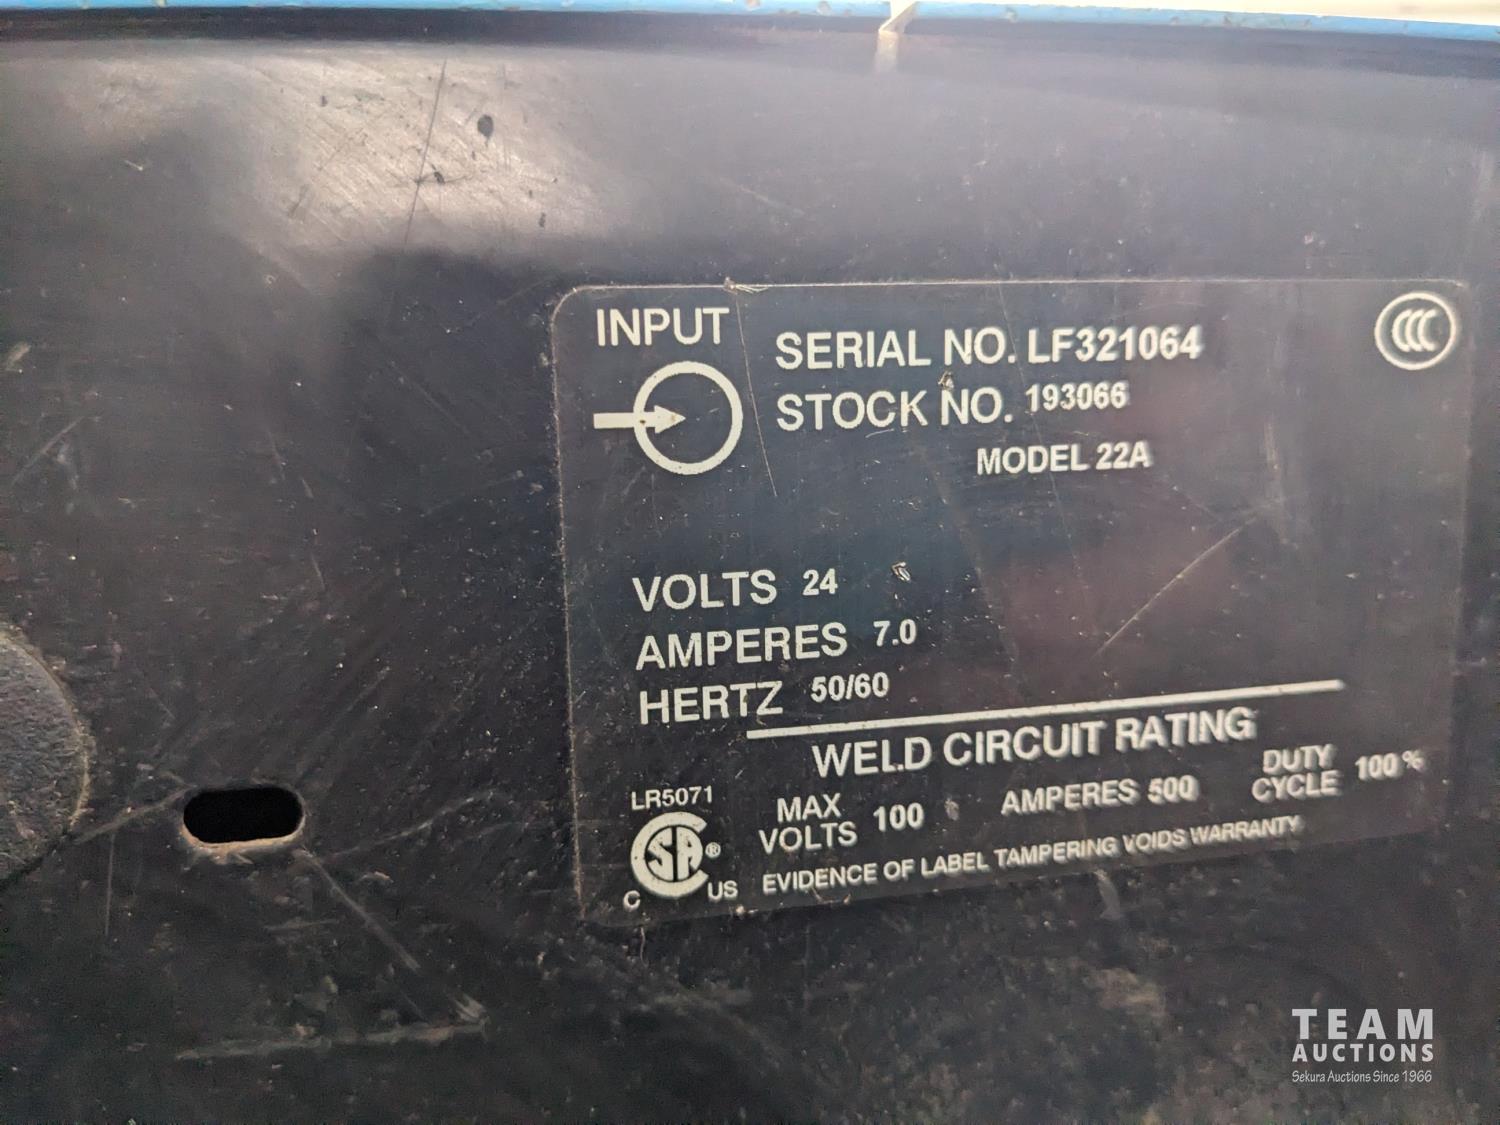 INPUT
SERIAL NO. LF321064
STOCK NO. 193066
MODEL 22A
CCC
VOLTS 24
AMPERES 7.0
HERTZ 50/60
WELD CIRCUIT RATING
MAX VOLTS 100 AMPERES 500 DUTY CYCLE 100%
EVIDENCE OF LABEL TAMPERING VOIDS WARRANTY
LR5071
C SA® US
TEAM
AUCTIONS
Sekura Auctions Since 1966